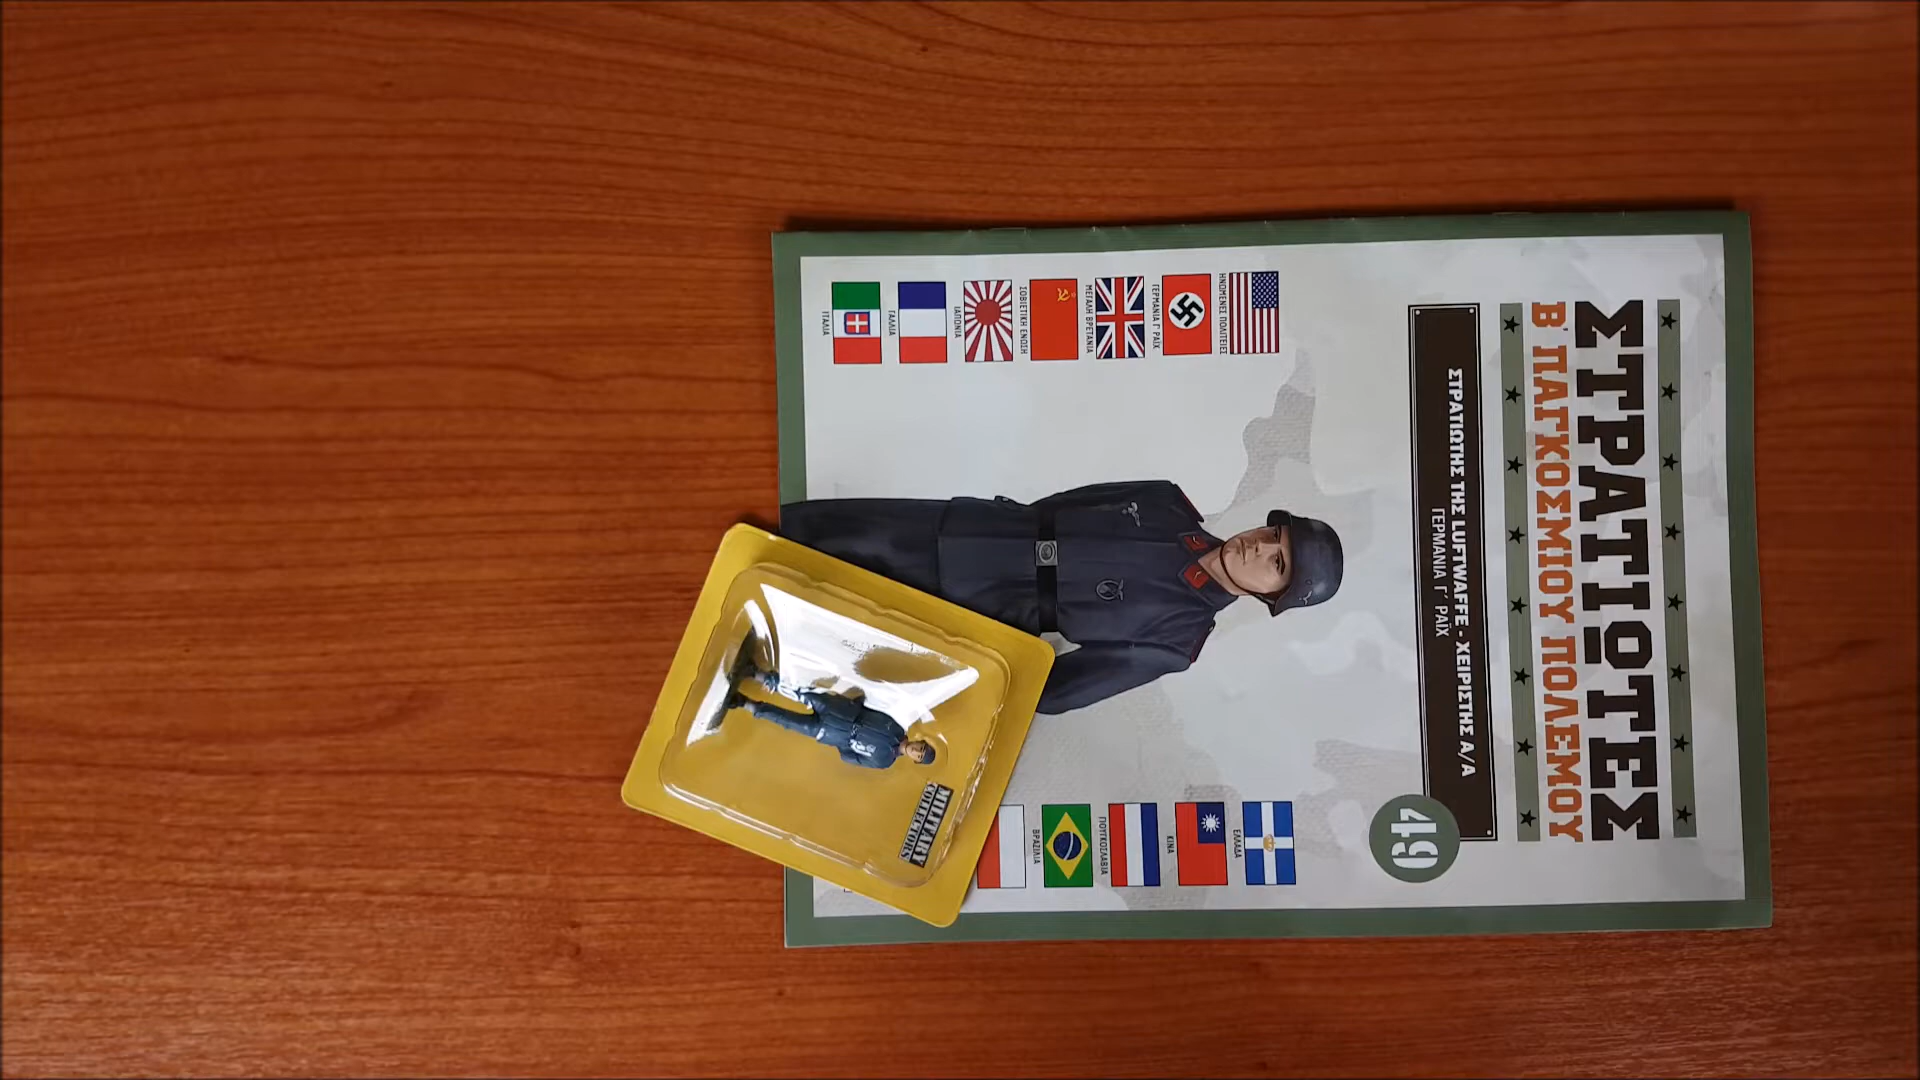 ΣΤΡΑΤΙΩΤΕΣ
Β΄ ΠΑΓΚΟΣΜΙΟΥ ΠΟΛΕΜΟΥ
ΣΤΡΑΤΙΩΤΗΣ ΤΗΣ LUFTWAFFE - ΧΕΙΡΙΣΤΗΣ Α/Α
ΓΕΡΜΑΝΙΑ Γ΄ ΡΑΪΧ
49
ΗΝΩΜΕΝΕΣ ΠΟΛΙΤΕΙΕΣ
ΓΕΡΜΑΝΙΑ Γ΄ ΡΑΪΧ
ΜΕΓΑΛΗ ΒΡΕΤΑΝΙΑ
ΣΟΒΙΕΤΙΚΗ ΕΝΩΣΗ
ΙΑΠΩΝΙΑ
ΓΑΛΛΙΑ
ΙΤΑΛΙΑ
ΕΛΛΑΔΑ
ΚΙΝΑ
ΓΙΟΥΓΚΟΣΛΑΒΙΑ
ΒΡΑΖΙΛΙΑ
MILITARY
COLLECTORS